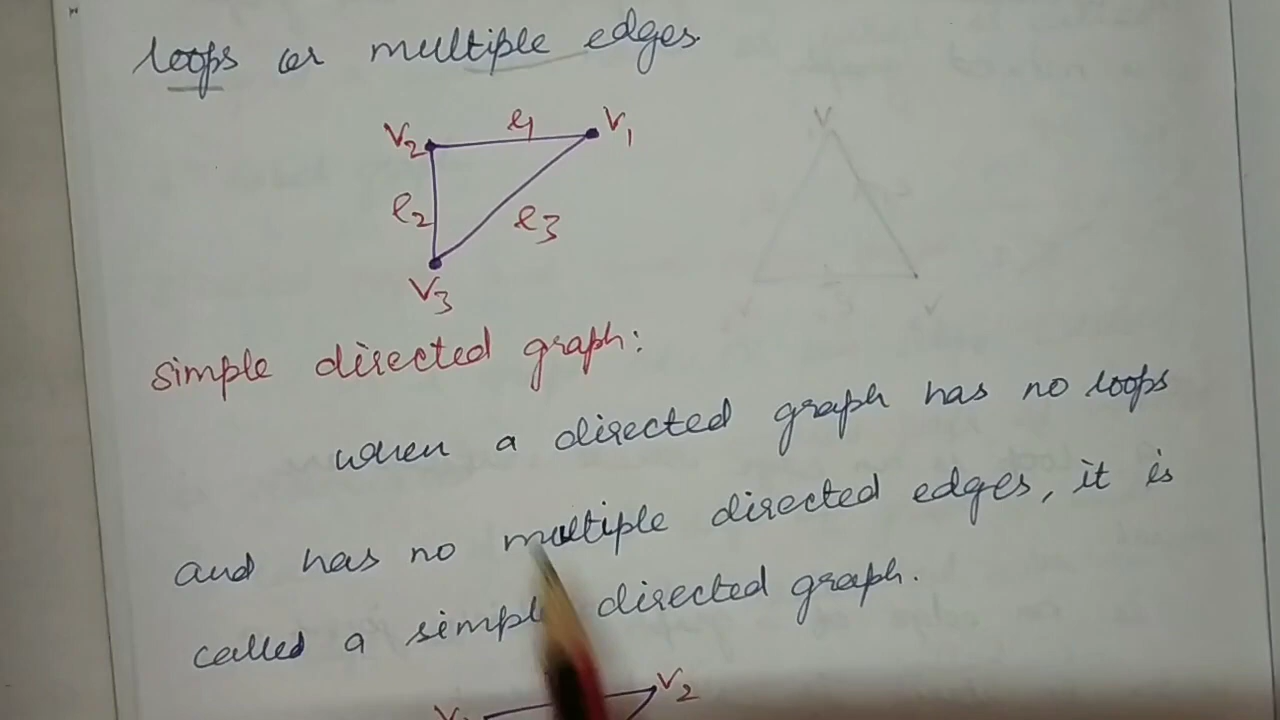 loops or multiple edges.
V2 e1 V1
e2 e3
V3
simple directed graph:
when a directed graph has no loops
and has no multiple directed edges, it is
called a simple directed graph.
V2